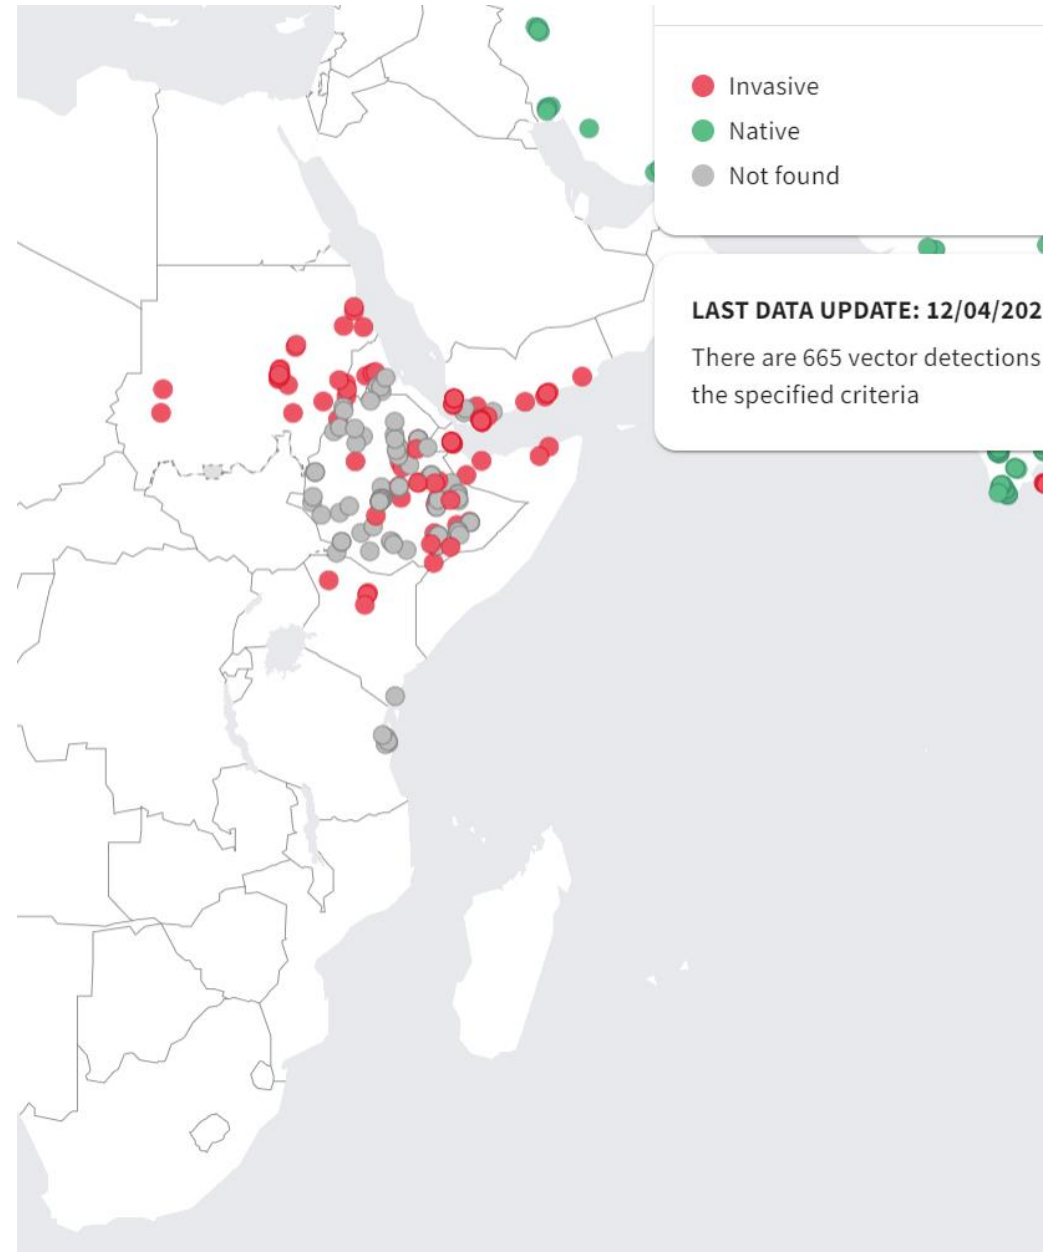 Invasive
Native
Not found
LAST DATA UPDATE: 12/04/202
There are 665 vector detections
the specified criteria